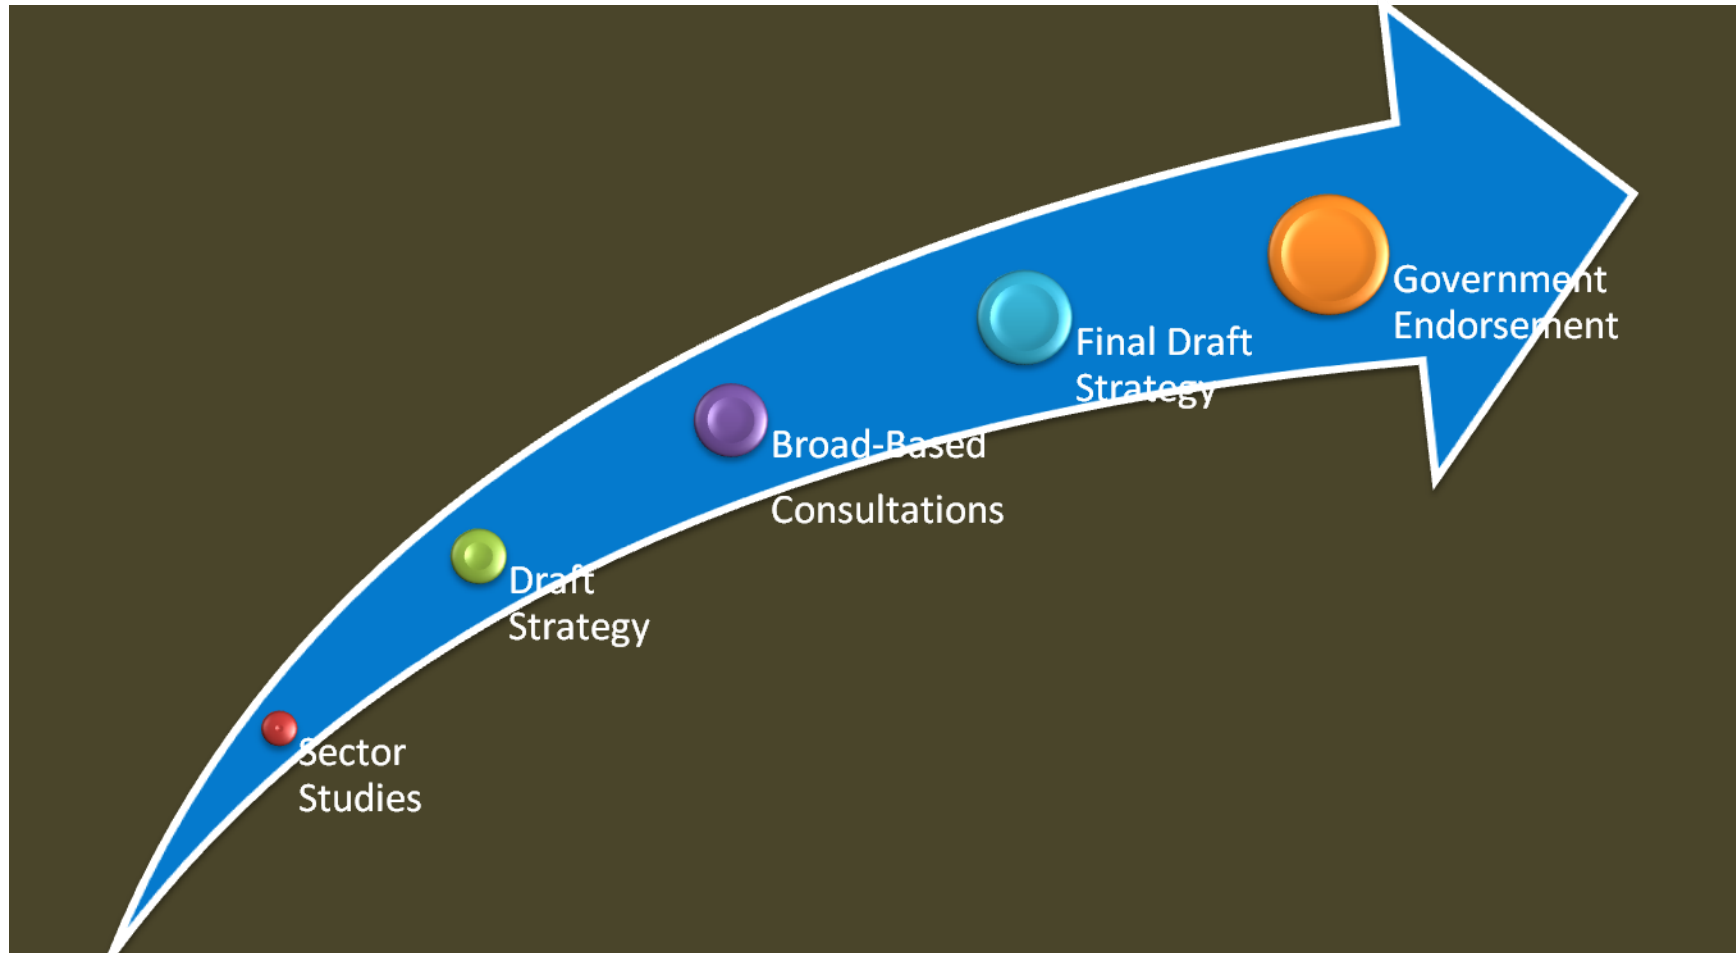 Sector
Studies
Draft
Strategy
Broad-Based
Consultations
Final Draft
Strategy
Government
Endorsement